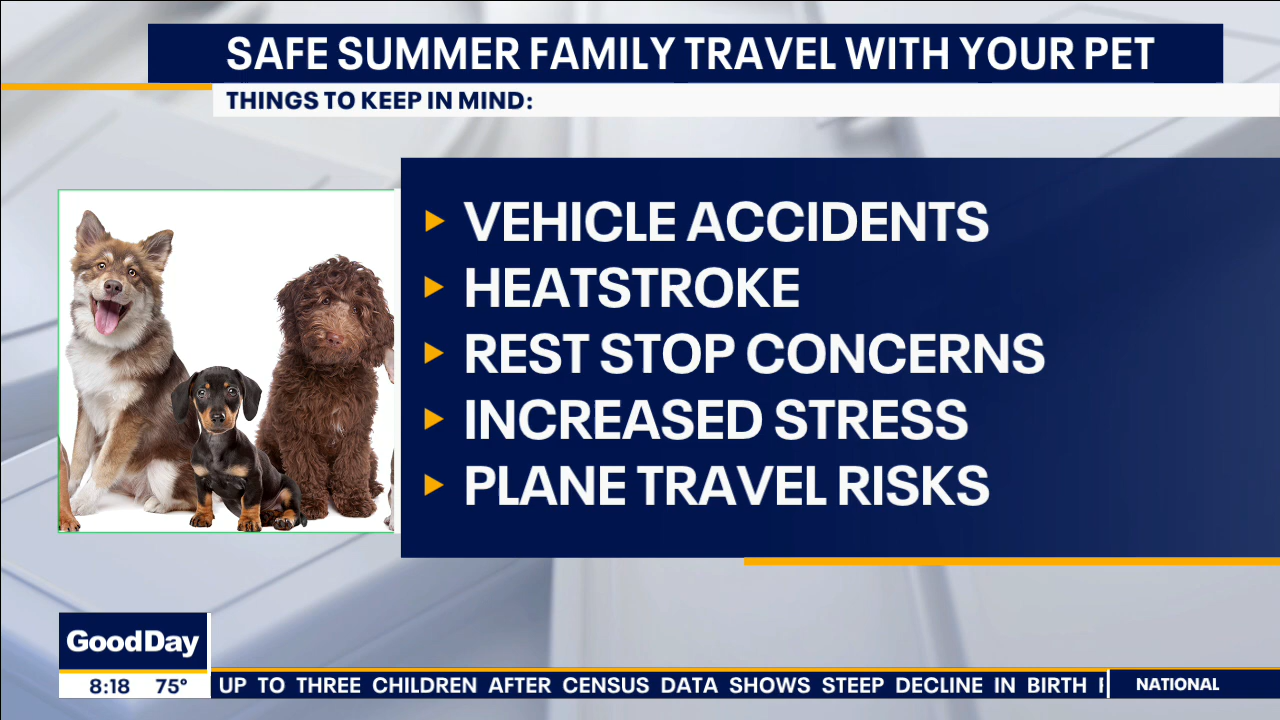 SAFE SUMMER FAMILY TRAVEL WITH YOUR PET
THINGS TO KEEP IN MIND:
VEHICLE ACCIDENTS
HEATSTROKE
REST STOP CONCERNS
INCREASED STRESS
PLANE TRAVEL RISKS
GoodDay
8:18 75°
UP TO THREE CHILDREN AFTER CENSUS DATA SHOWS STEEP DECLINE IN BIRTH
NATIONAL